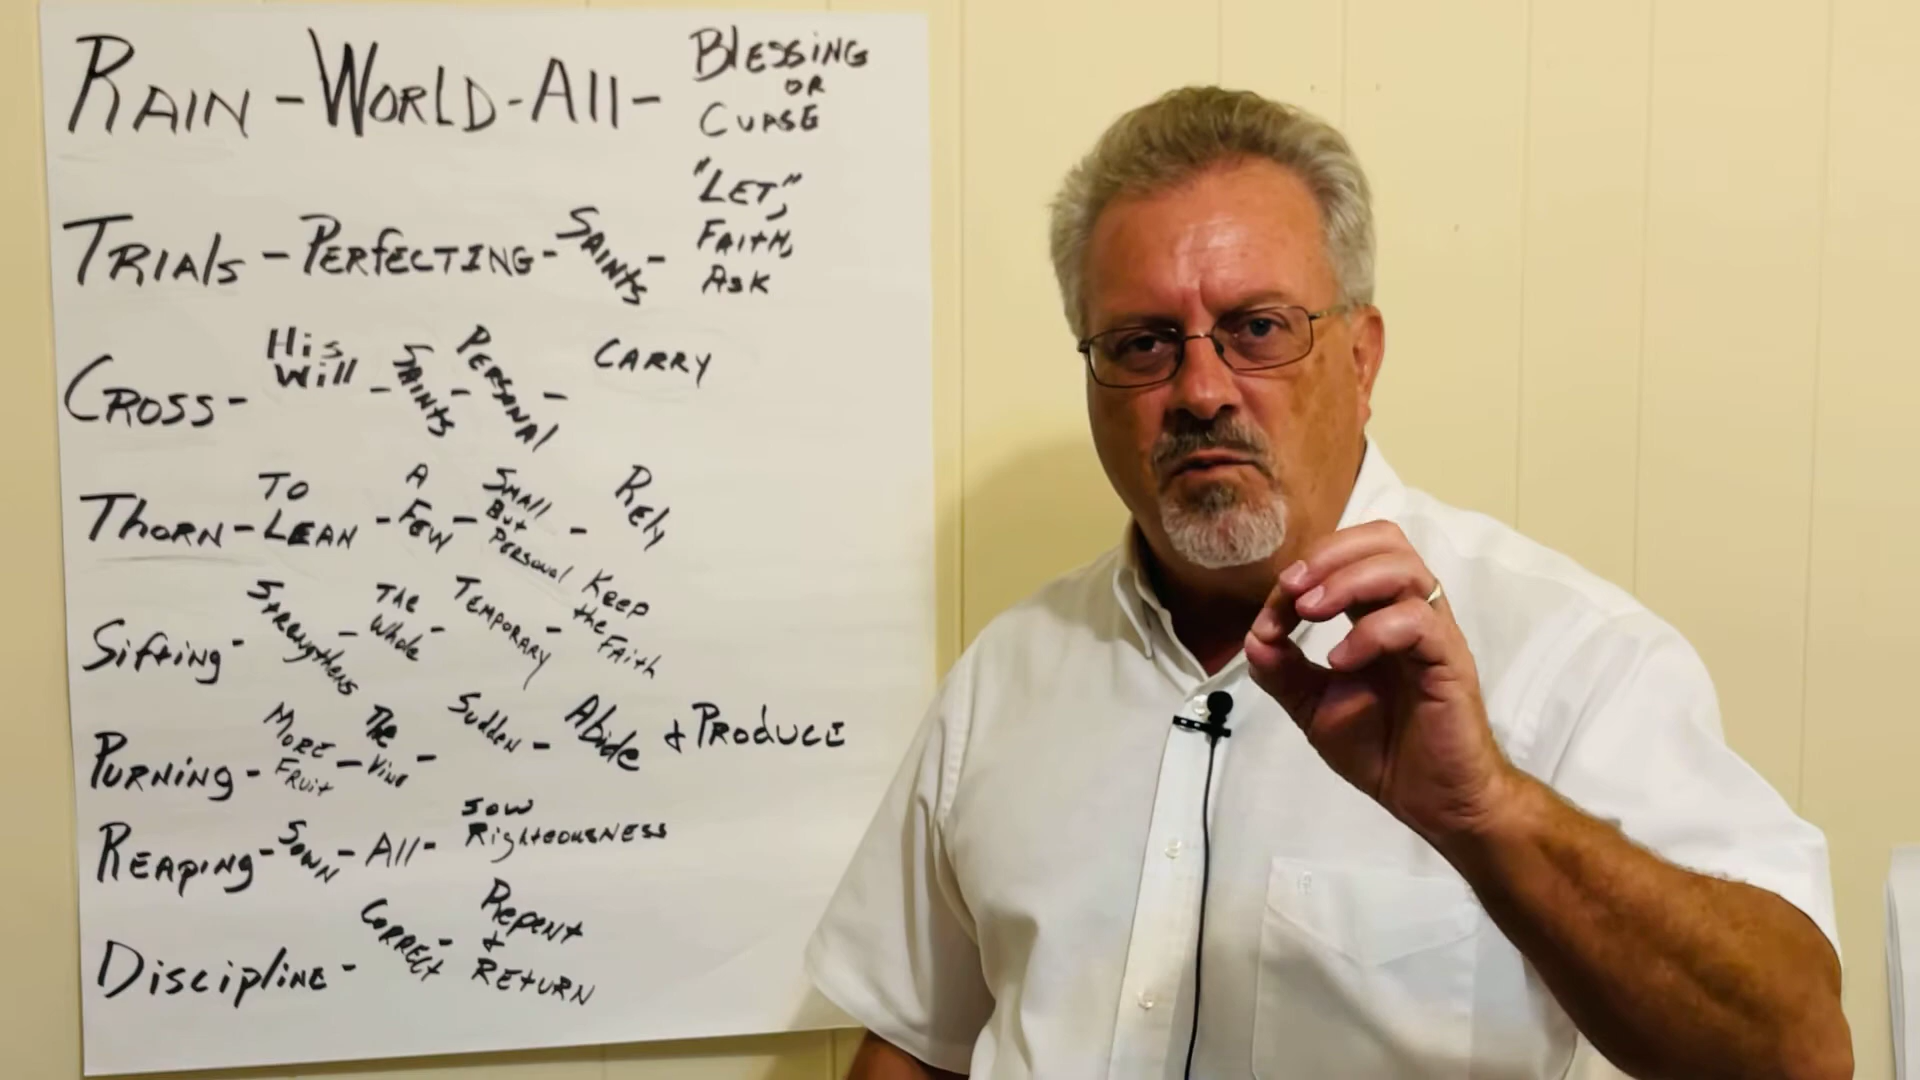 RAIN - WORLD - All - BlESSiNG OR CURSE
TRIAls - PERfECTING - SAINTS - "LET," FAITH, ASK
CROSS - His Will - SAINTS - PERSONAl - CARRY
THORN - TO LEAN - A FEW - SMAll But PERSONAl - Rely
Sifting - Strengthens - The Whole - TEMPORARY - KEEP the FAith
PURNiNG - MORE FRuit - The Vine - Sudden - Abide & PRODUCE
REAPiNG - SOWN - All - SOW RighteousNESS
DisciplinE - CORRECt - Repent & REtURN